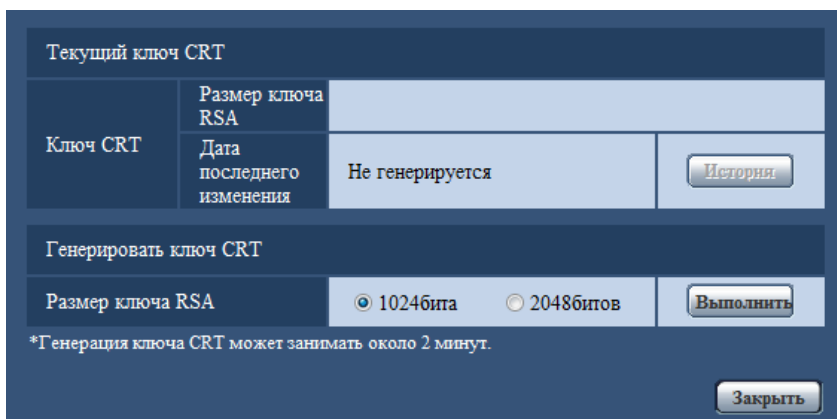 Текущий ключ CRT
Ключ CRT
Размер ключа
RSA
Дата
последнего
изменения
Не генерируется
История
Генерировать ключ CRT
Размер ключа RSA
1024бита
2048битов
Выполнить
*Генерация ключа CRT может занимать около 2 минут.
Закрыть